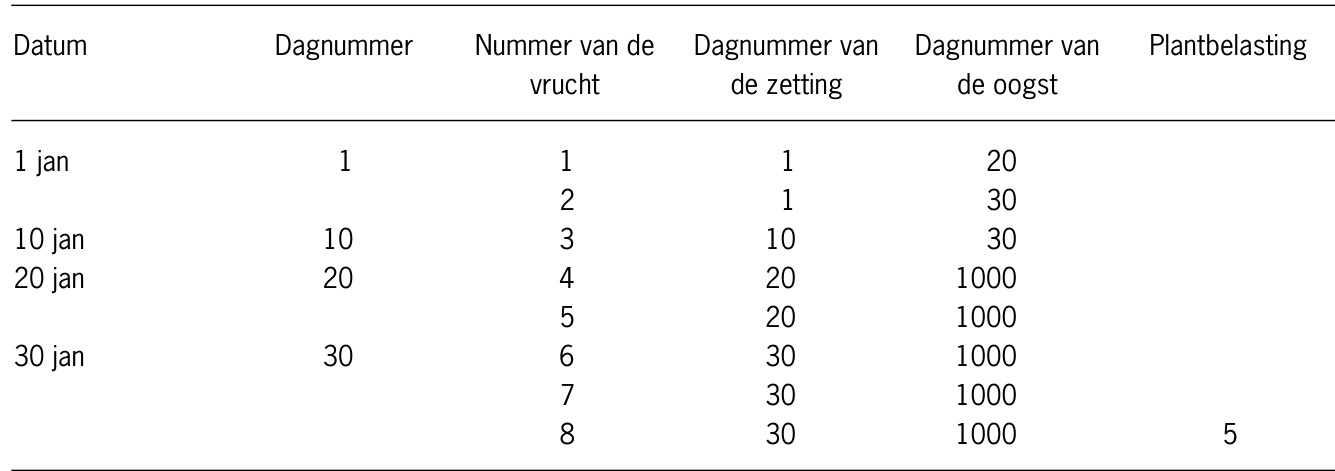 Datum Dagnummer Nummer van de Dagnummer van Dagnummer van Plantbelasting
vrucht de zetting de oogst
1 jan 1 1 1 20
2 1 30
10 jan 10 3 10 30
20 jan 20 4 20 1000
5 20 1000
30 jan 30 6 30 1000
7 30 1000
8 30 1000 5